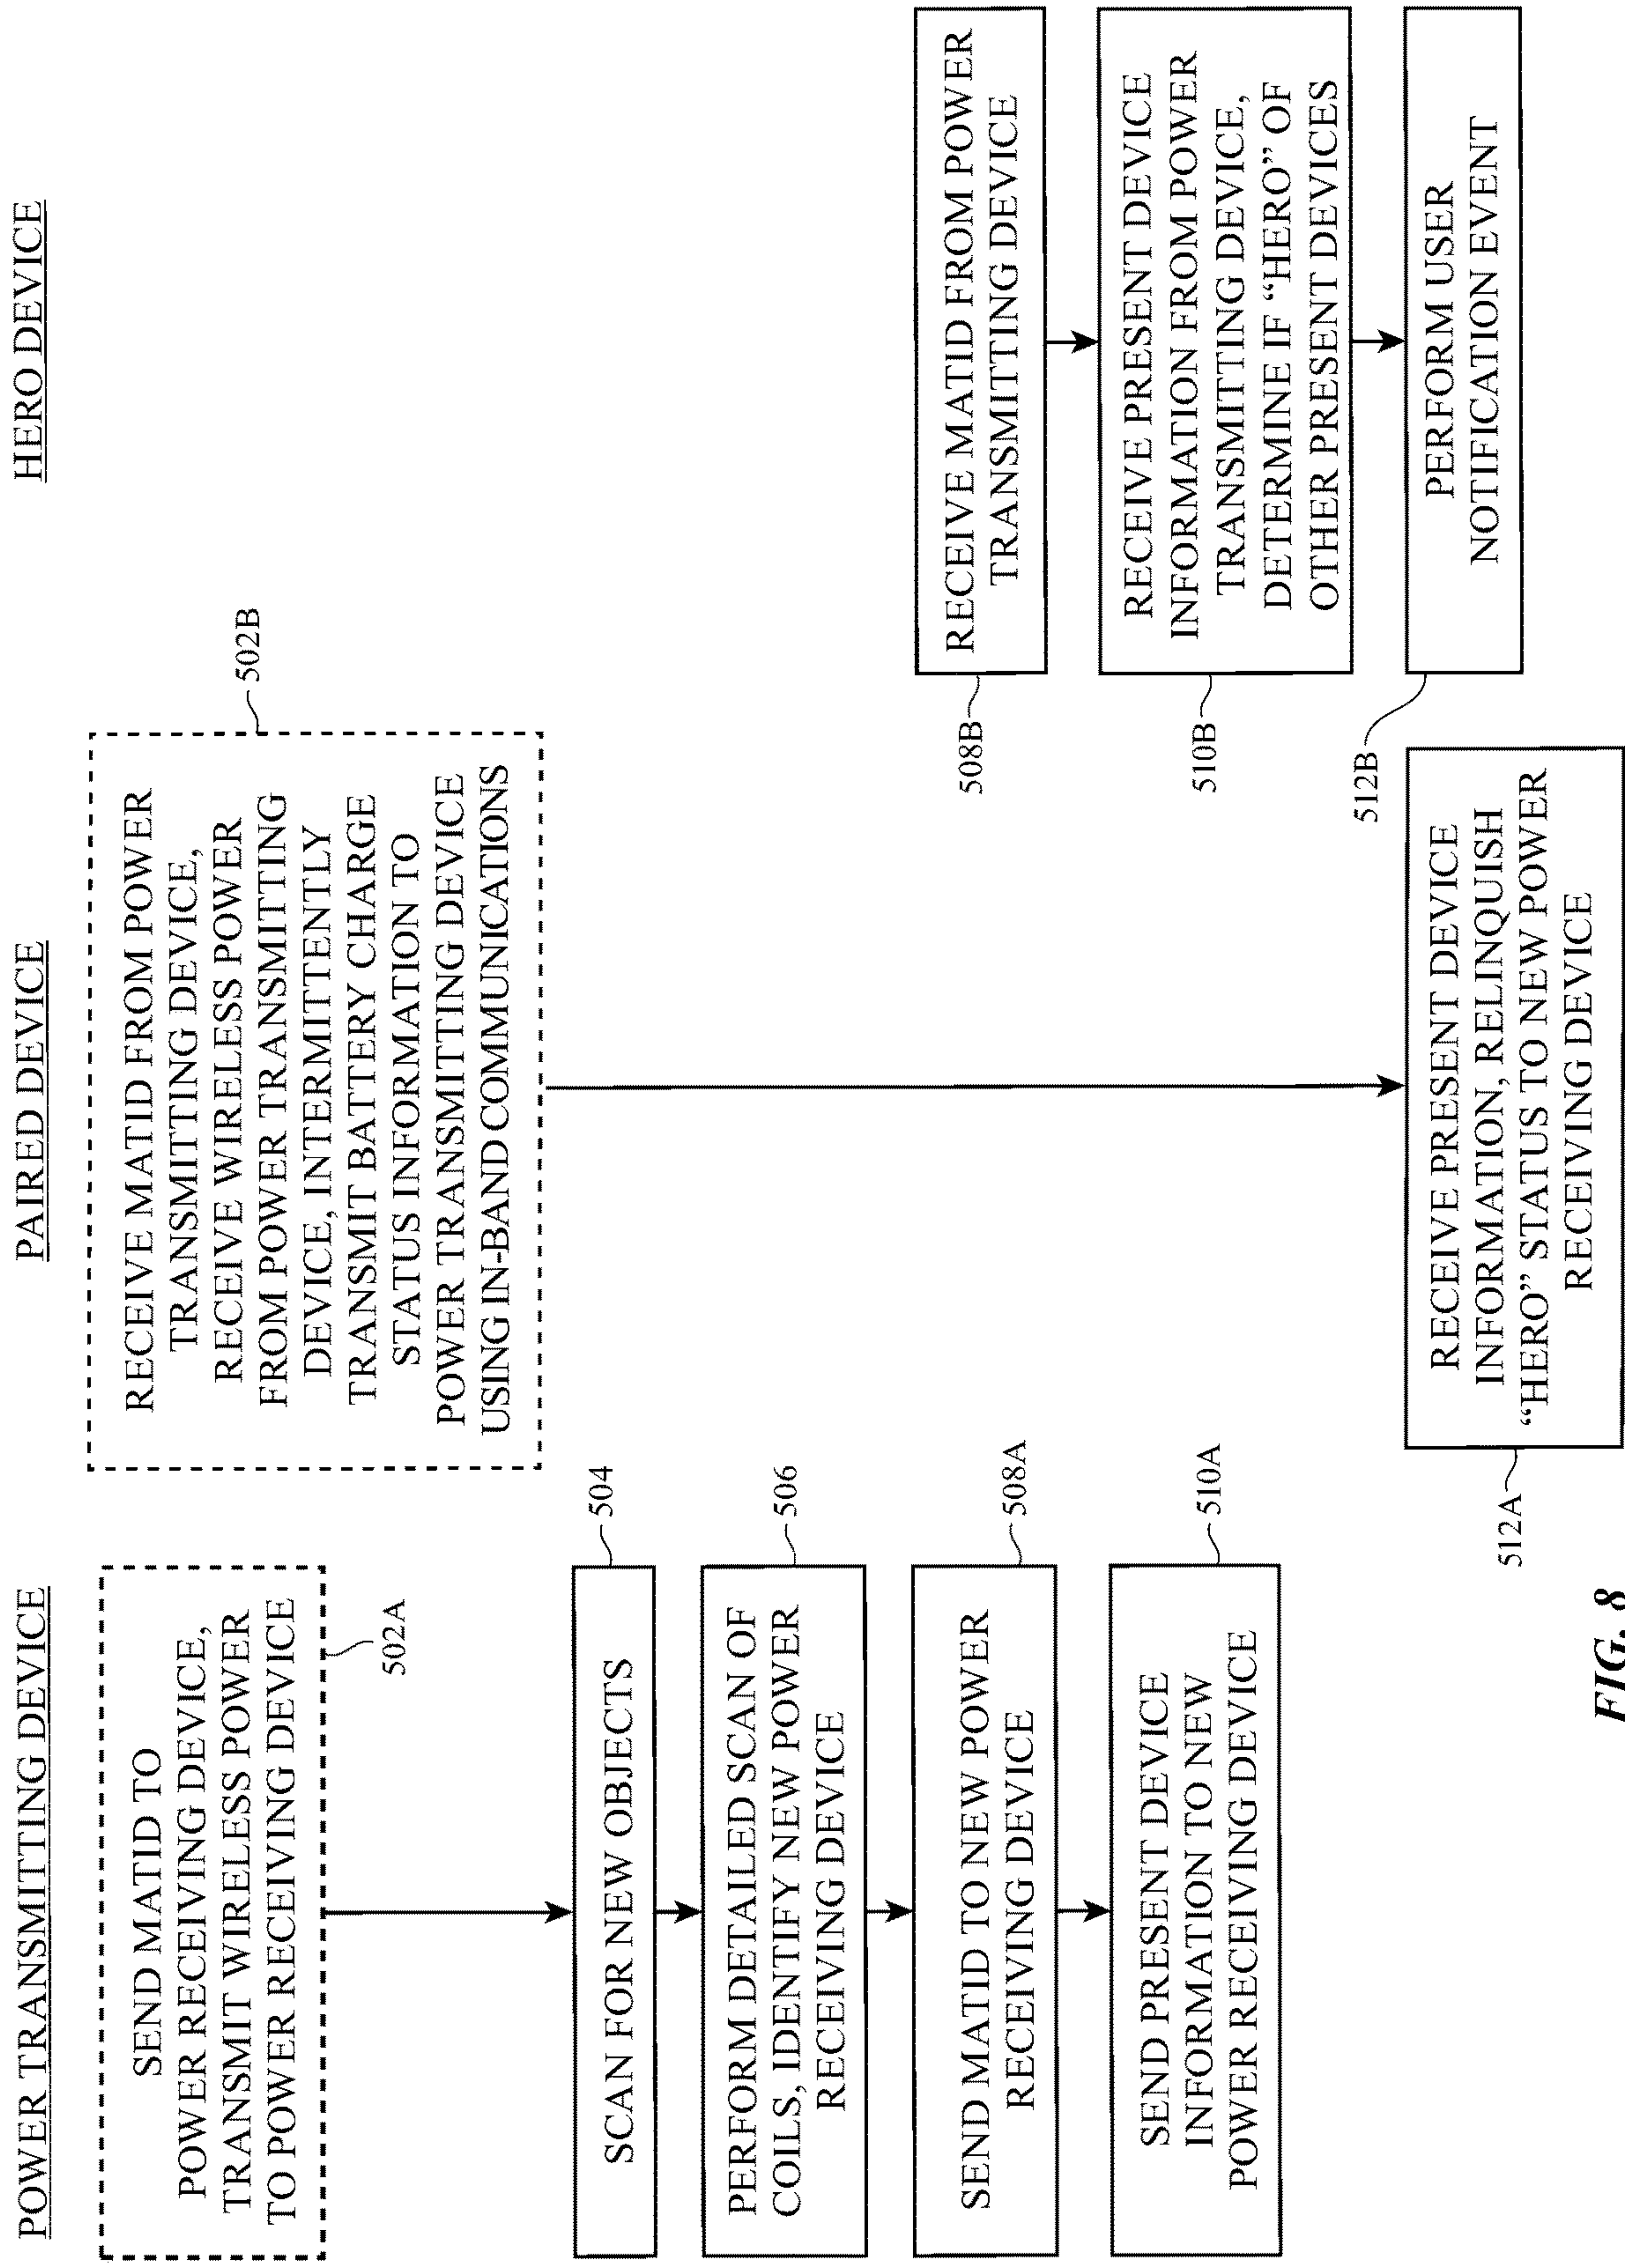 POWER TRANSMITTING DEVICE
SEND MATID TO
POWER RECEIVING DEVICE,
TRANSMIT WIRELESS POWER
TO POWER RECEIVING DEVICE
502A
SCAN FOR NEW OBJECTS
504
PERFORM DETAILED SCAN OF
COILS, IDENTIFY NEW POWER
RECEIVING DEVICE
506
SEND MATID TO NEW POWER
RECEIVING DEVICE
508A
SEND PRESENT DEVICE
INFORMATION TO NEW
POWER RECEIVING DEVICE
510A
PAIRED DEVICE
RECEIVE MATID FROM POWER
TRANSMITTING DEVICE,
RECEIVE WIRELESS POWER
FROM POWER TRANSMITTING
DEVICE, INTERMITTENTLY
TRANSMIT BATTERY CHARGE
STATUS INFORMATION TO
POWER TRANSMITTING DEVICE
USING IN-BAND COMMUNICATIONS
502B
RECEIVE PRESENT DEVICE
INFORMATION, RELINQUISH
“HERO” STATUS TO NEW POWER
RECEIVING DEVICE
512A
HERO DEVICE
RECEIVE MATID FROM POWER
TRANSMITTING DEVICE
508B
RECEIVE PRESENT DEVICE
INFORMATION FROM POWER
TRANSMITTING DEVICE,
DETERMINE IF “HERO” OF
OTHER PRESENT DEVICES
510B
PERFORM USER
NOTIFICATION EVENT
512B
FIG. 8